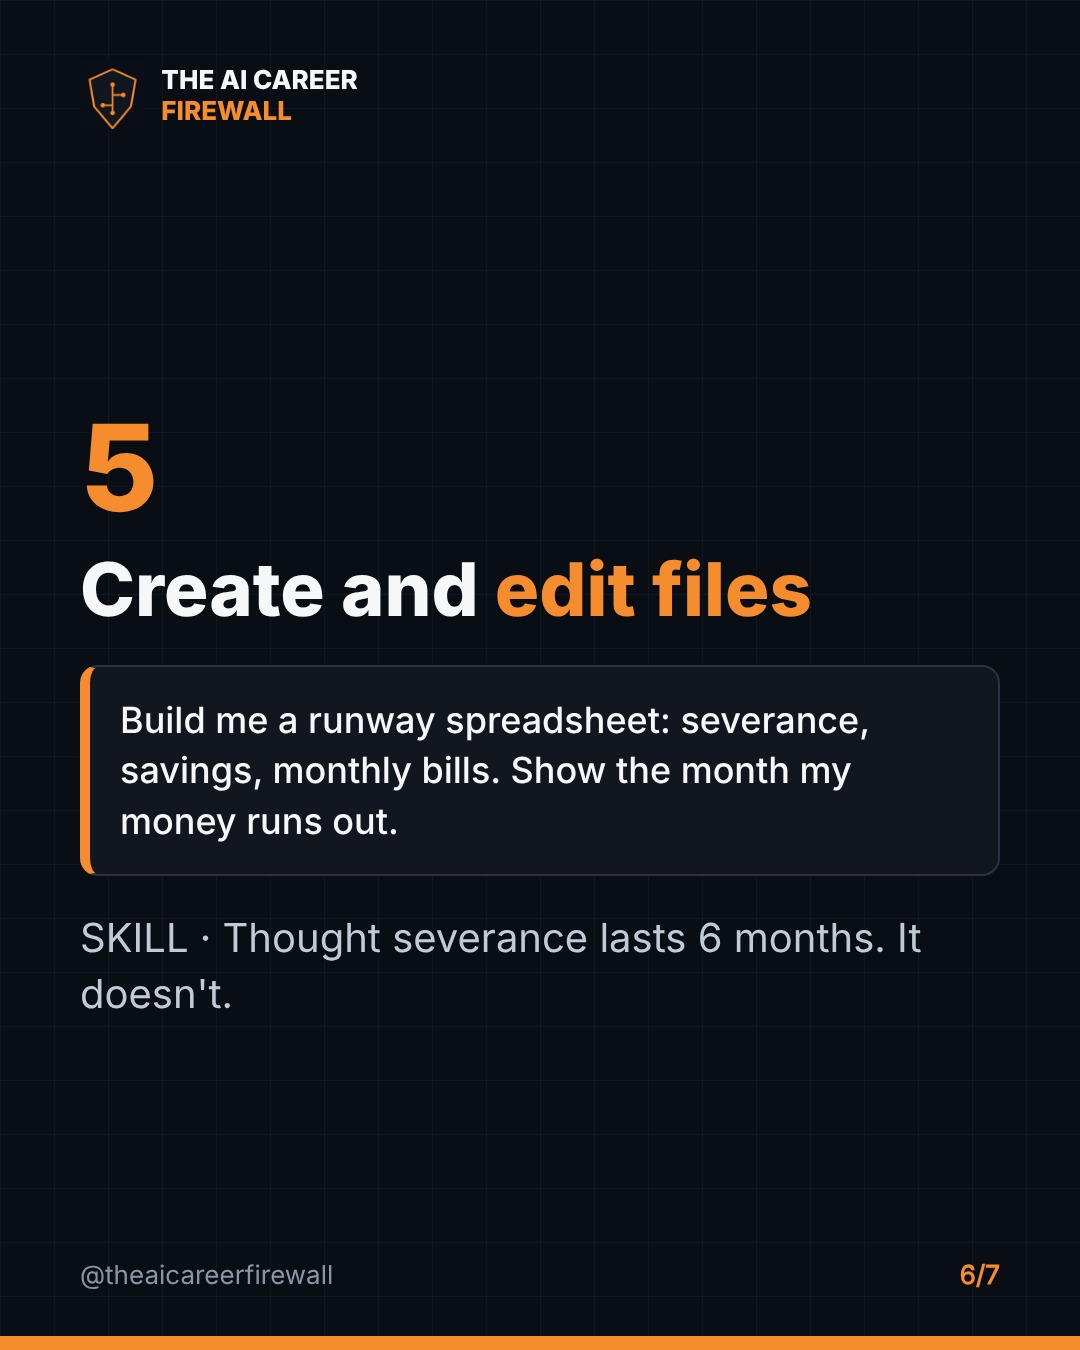 THE AI CAREER
FIREWALL
5
Create and edit files
Build me a runway spreadsheet: severance,
savings, monthly bills. Show the month my
money runs out.
SKILL · Thought severance lasts 6 months. It
doesn't.
@theaicareerfirewall
6/7